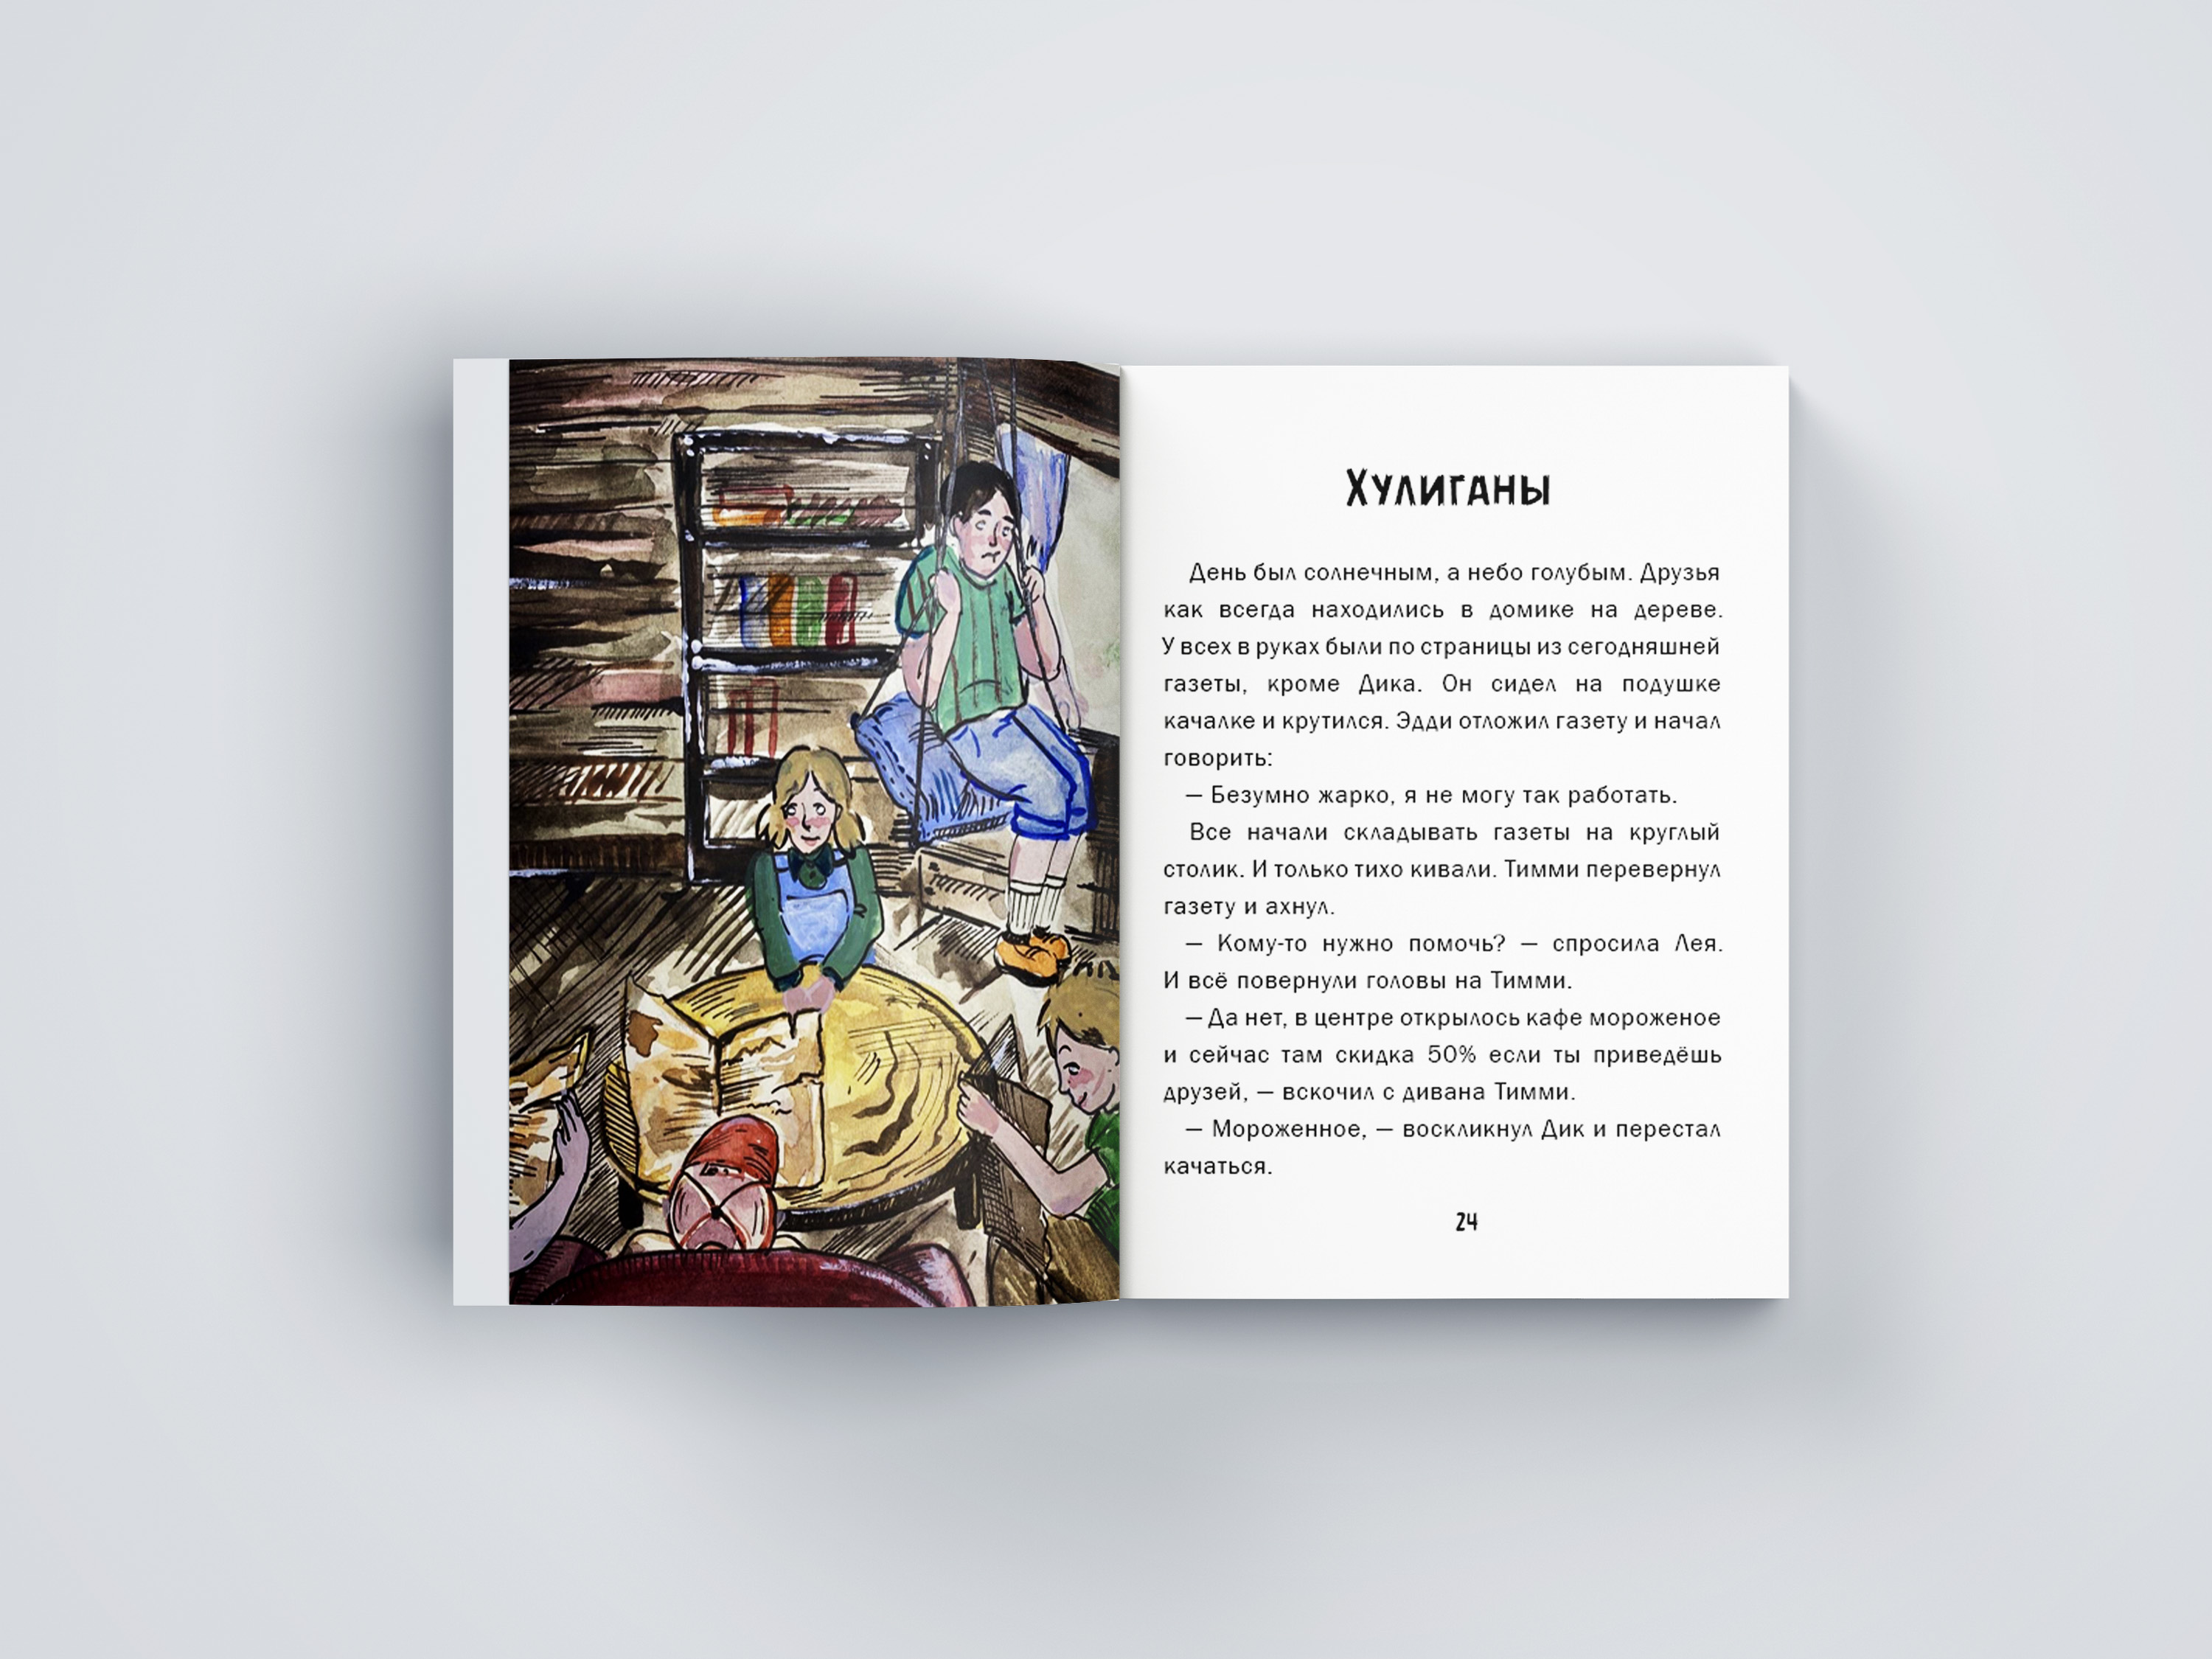 Хулиганы
День был солнечным, а небо голубым. Друзья
как всегда находились в домике на дереве.
У всех в руках были по страницы из сегодняшней
газеты, кроме Дика. Он сидел на подушке
качалке и крутился. Эдди отложил газету и начал
говорить:
— Безумно жарко, я не могу так работать.
Все начали складывать газеты на круглый
столик. И только тихо кивали. Тимми перевернул
газету и ахнул.
— Кому-то нужно помочь? — спросила Лея.
И всё повернули головы на Тимми.
— Да нет, в центре открылось кафе мороженое
и сейчас там скидка 50% если ты приведёшь
друзей, — вскочил с дивана Тимми.
— Мороженное, — воскликнул Дик и перестал
качаться.
24